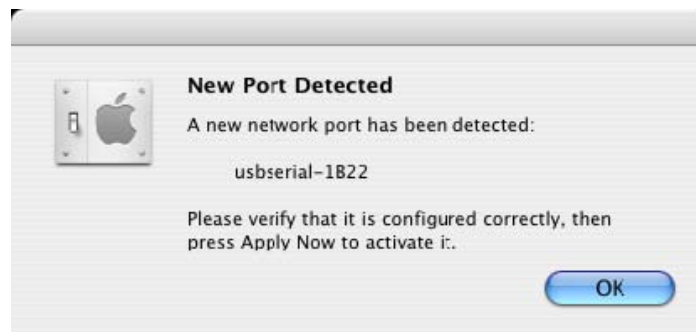 New Port Detected
A new network port has been detected:
usbserial-1B22
Please verify that it is configured correctly, then
press Apply Now to activate it.
OK